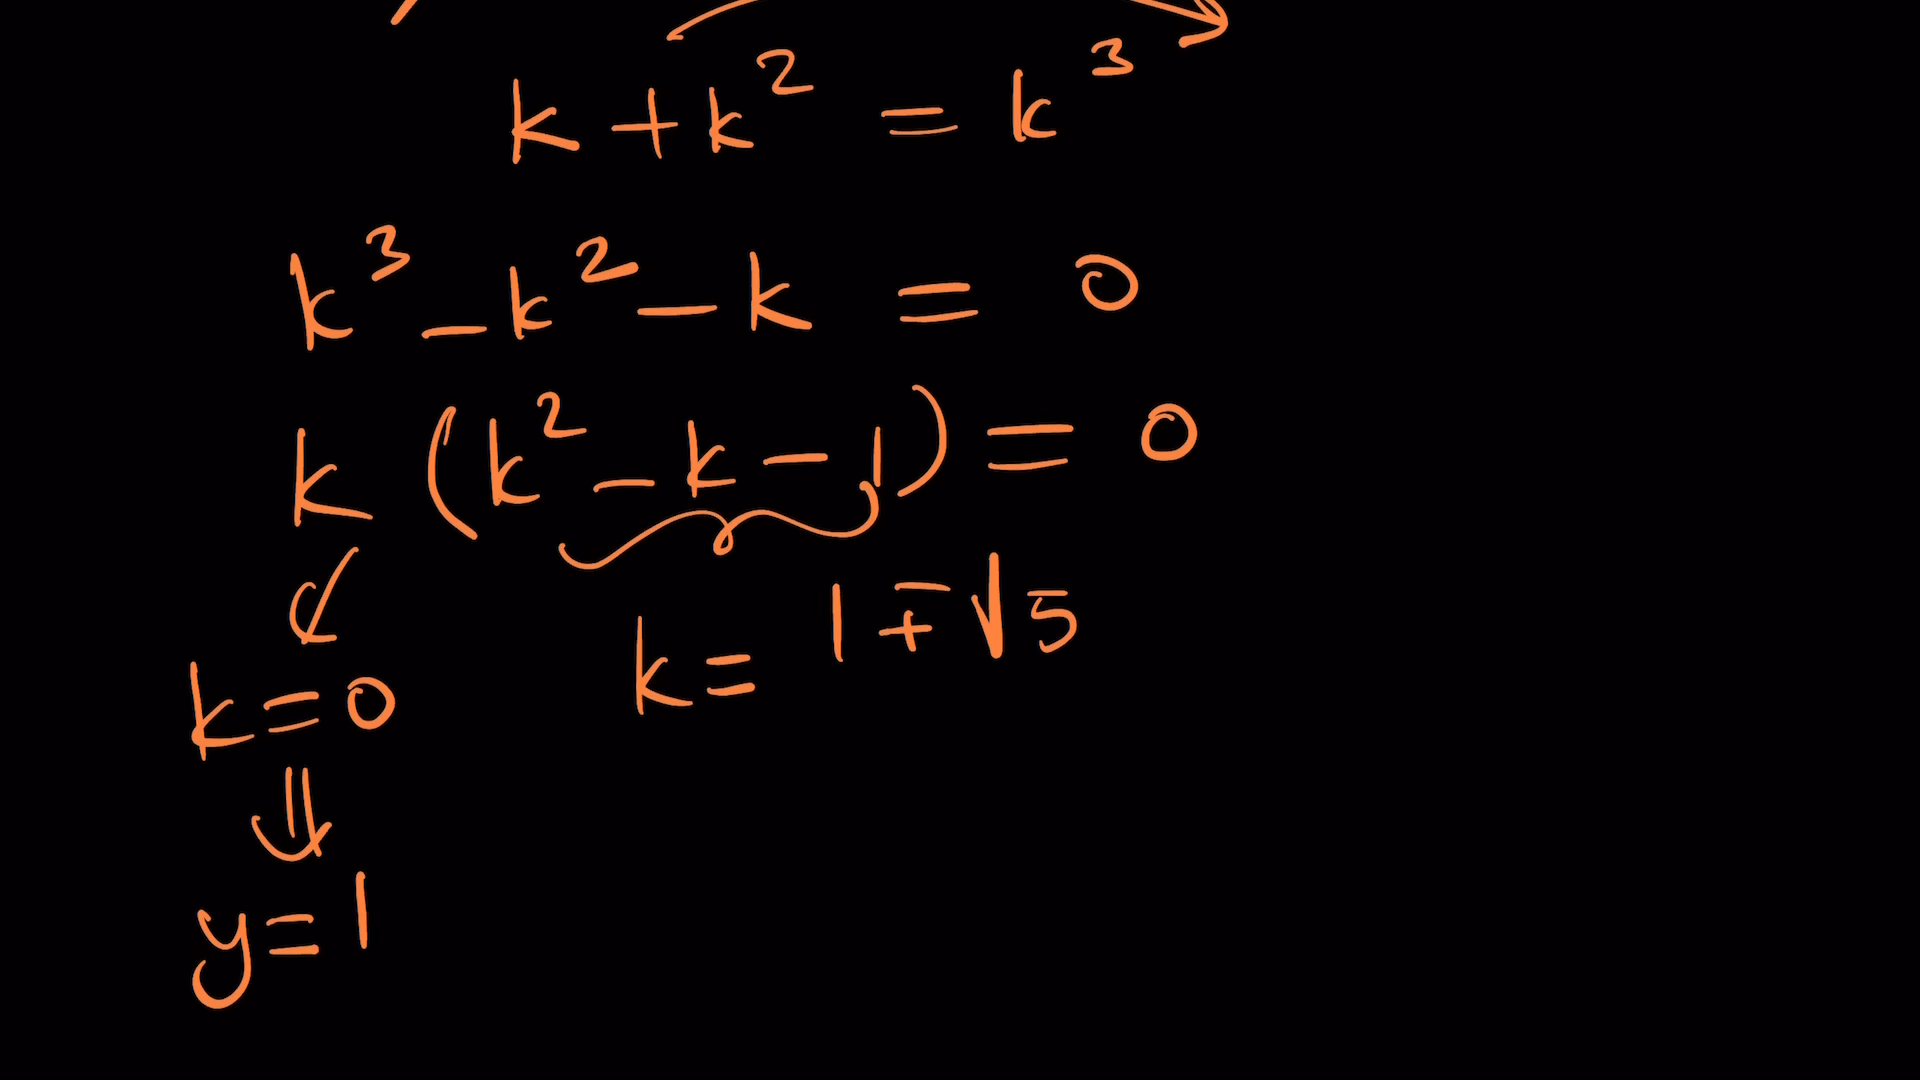 k + k² = k³
k³ - k² - k = 0
k (k² - k - 1) = 0
k = 1 ∓ √5
k = 0
y = 1